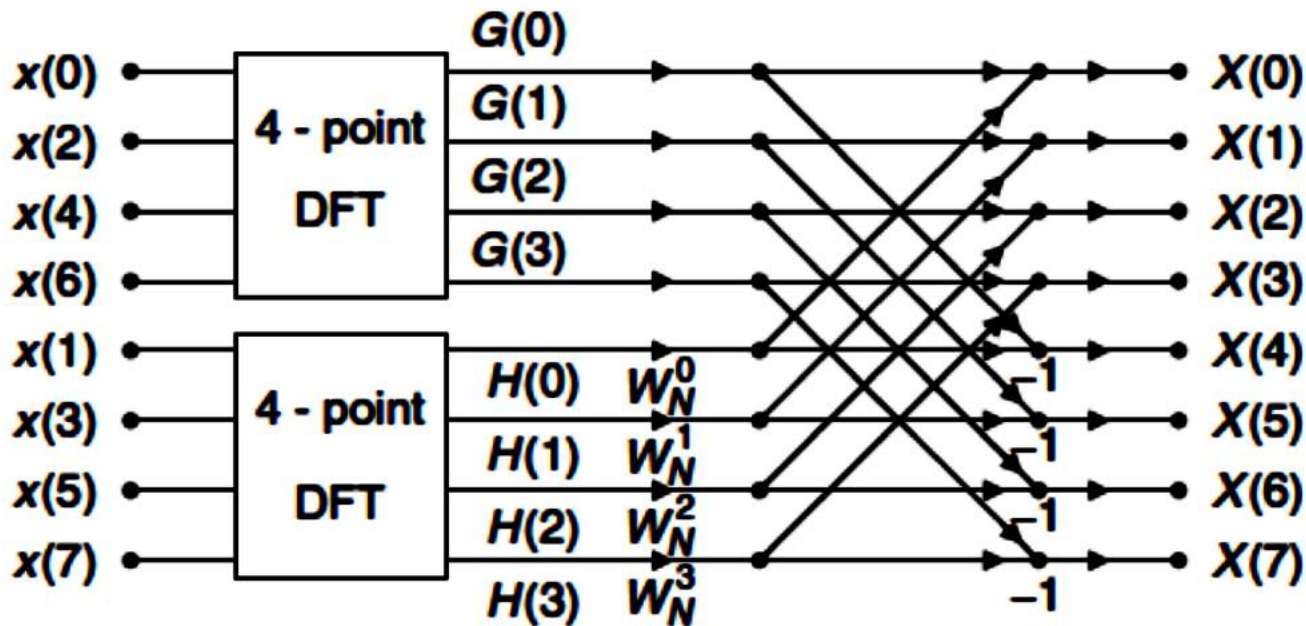 G(0)
x(0) X(0)
G(1)
4 - point
x(2) X(1)
G(2)
x(4) DFT X(2)
G(3)
x(6) X(3)
x(1) X(4)
H(0) W_N^0 –1
4 - point
x(3) X(5)
H(1) W_N^1 –1
x(5) DFT X(6)
H(2) W_N^2 –1
x(7) X(7)
H(3) W_N^3 –1